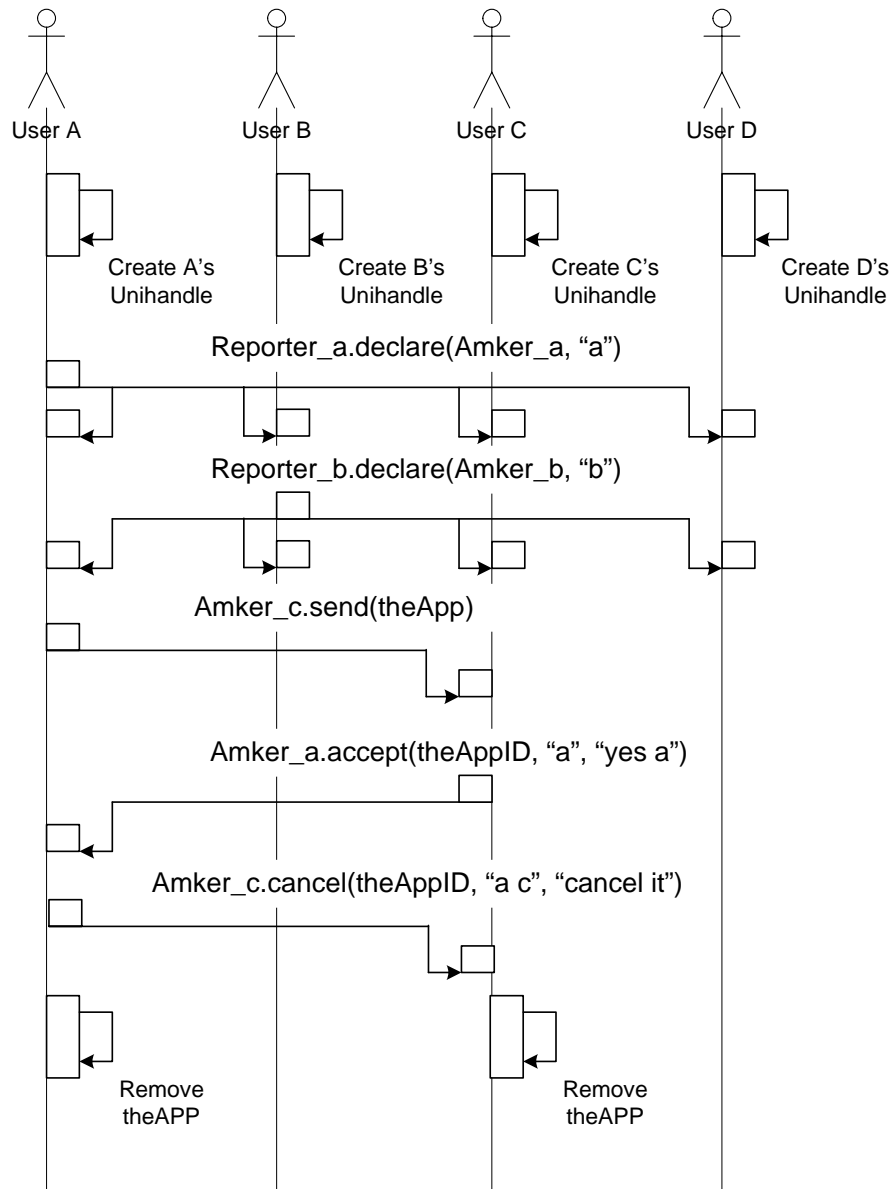 User A
User B
User C
User D
Create A's
Unihandle
Create B's
Unihandle
Create C's
Unihandle
Create D's
Unihandle
Reporter_a.declare(Amker_a, “a”)
Reporter_b.declare(Amker_b, “b”)
Amker_c.send(theApp)
Amker_a.accept(theAppID, “a”, “yes a”)
Amker_c.cancel(theAppID, “a c”, “cancel it”)
Remove
theAPP
Remove
theAPP